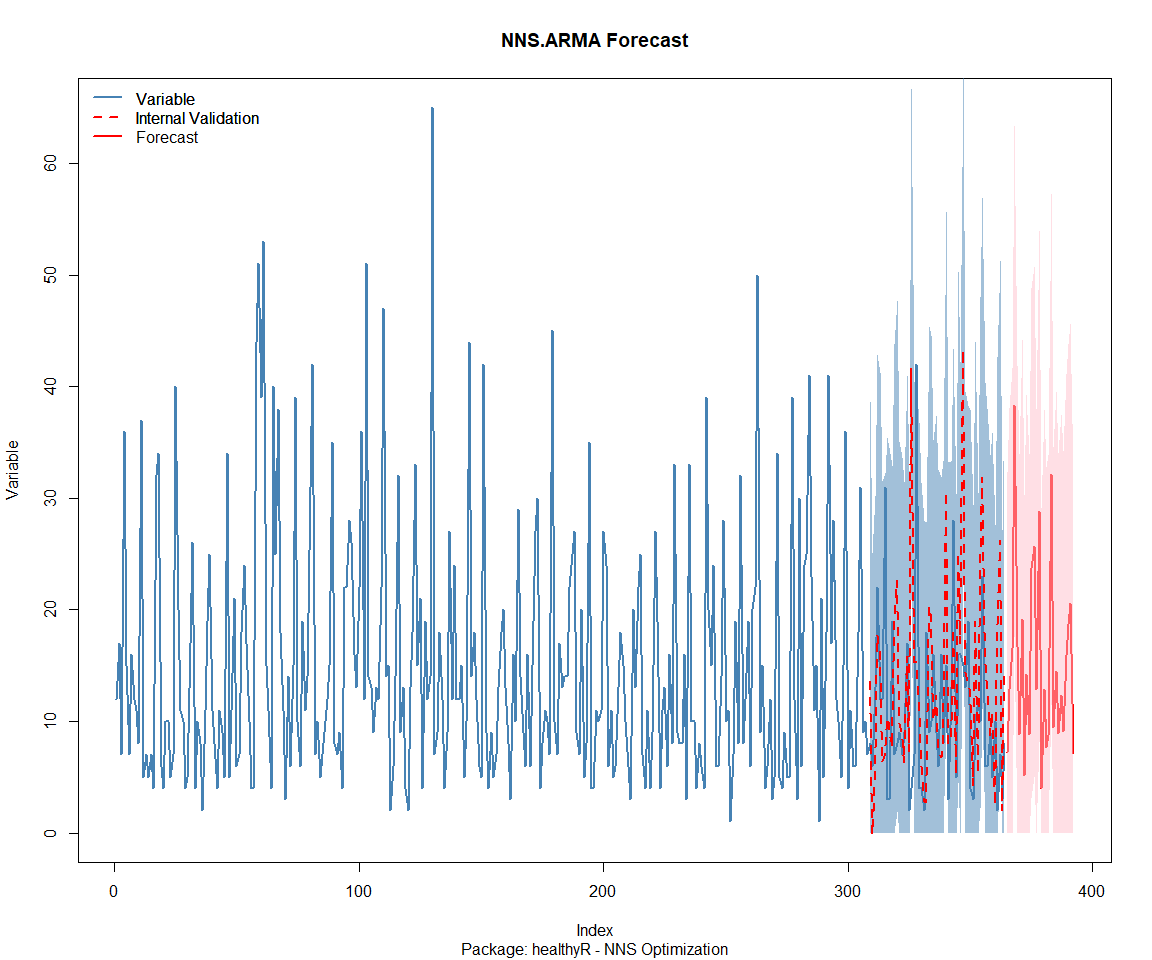 NNS.ARMA Forecast
Variable
Internal Validation
Forecast
Variable
60
50
40
30
20
10
0
0 100 200 300 400
Index
Package: healthyR - NNS Optimization